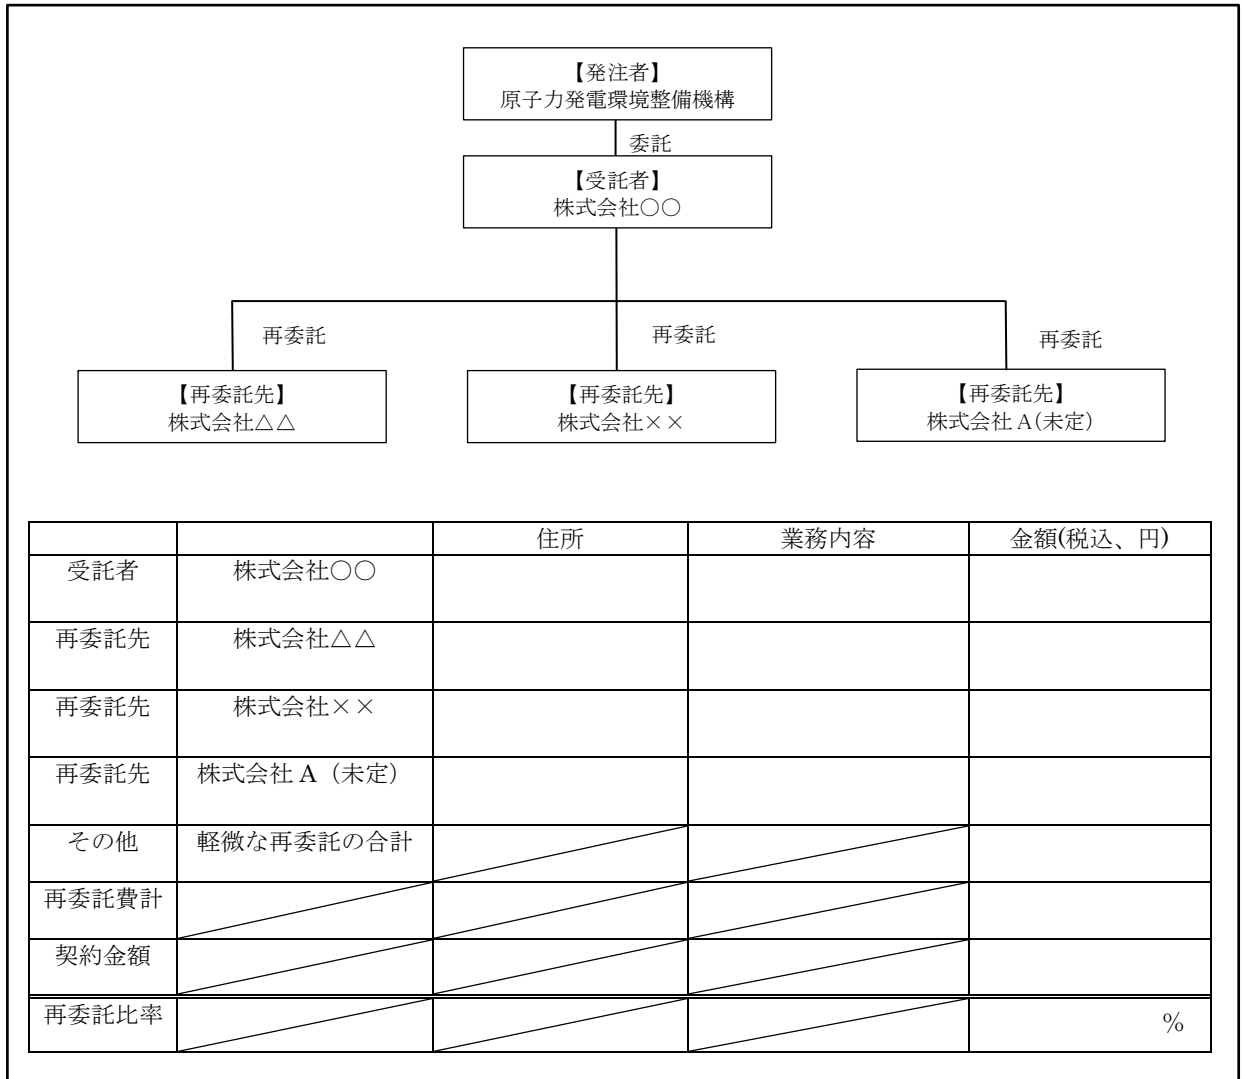 【発注者】
原子力発電環境整備機構
委託
【受託者】
株式会社○○
再委託
再委託
再委託
【再委託先】
株式会社△△
【再委託先】
株式会社××
【再委託先】
株式会社A(未定)
住所 業務内容 金額(税込、円)
受託者 株式会社○○
再委託先 株式会社△△
再委託先 株式会社××
再委託先 株式会社A（未定）
その他 軽微な再委託の合計
再委託費計
契約金額
再委託比率 %